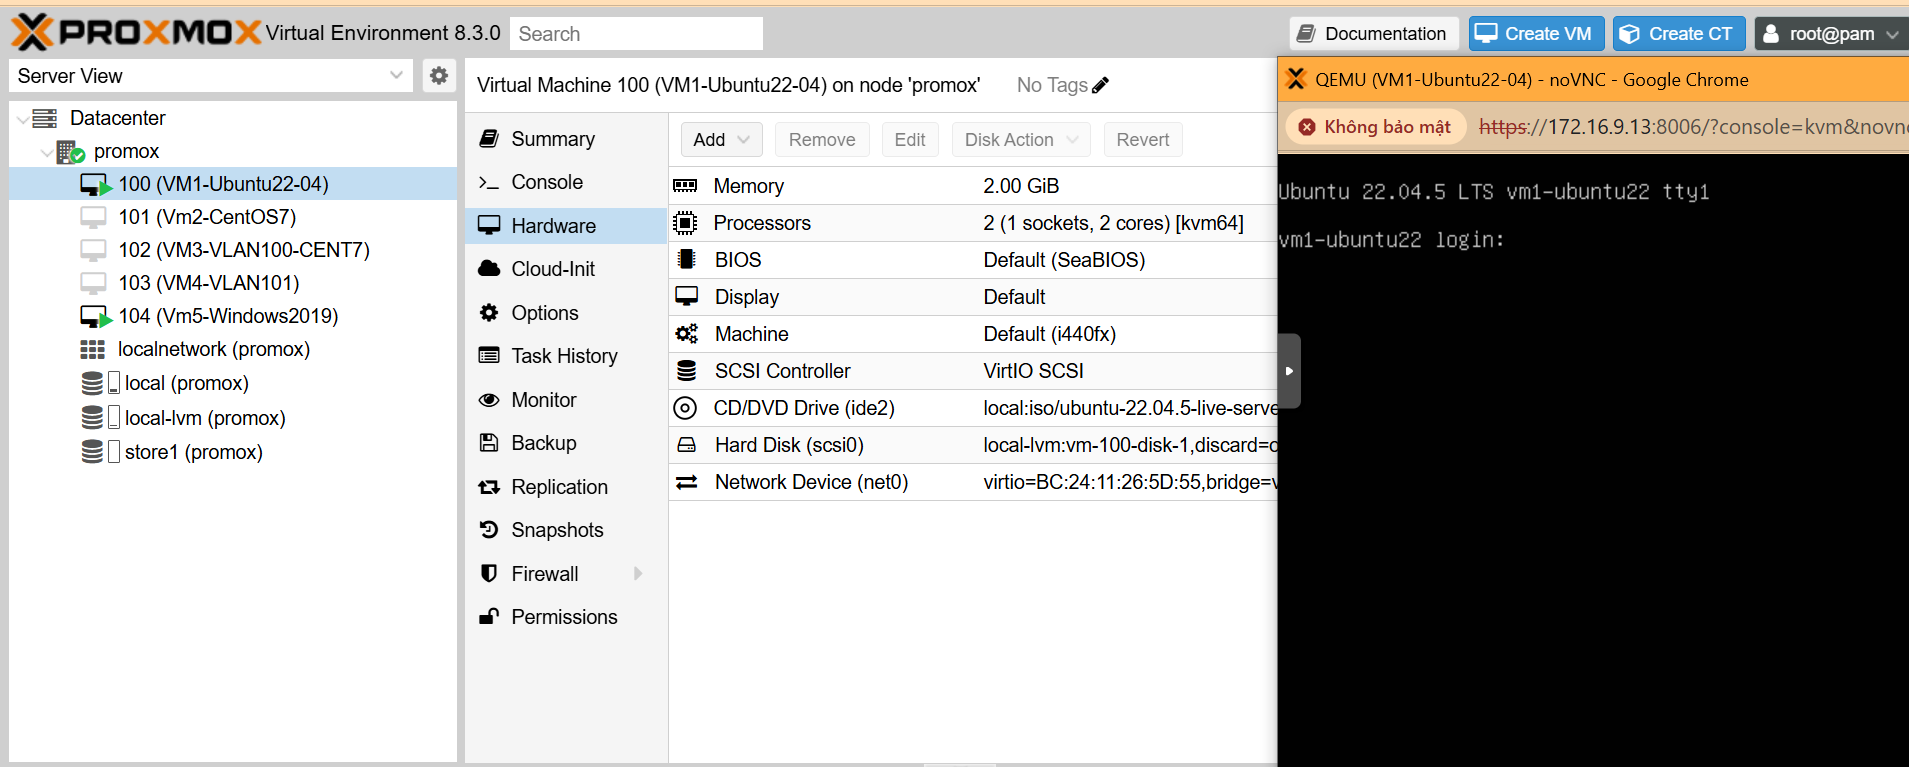 PROXMOX Virtual Environment 8.3.0 Search Documentation Create VM Create CT root@pam
Server View
Datacenter
promox
100 (VM1-Ubuntu22-04)
101 (Vm2-CentOS7)
102 (VM3-VLAN100-CENT7)
103 (VM4-VLAN101)
104 (Vm5-Windows2019)
localnetwork (promox)
local (promox)
local-lvm (promox)
store1 (promox)
Virtual Machine 100 (VM1-Ubuntu22-04) on node 'promox' No Tags
Summary
Console
Hardware
Cloud-Init
Options
Task History
Monitor
Backup
Replication
Snapshots
Firewall
Permissions
Add Remove Edit Disk Action Revert
Memory 2.00 GiB
Processors 2 (1 sockets, 2 cores) [kvm64]
BIOS Default (SeaBIOS)
Display Default
Machine Default (i440fx)
SCSI Controller VirtIO SCSI
CD/DVD Drive (ide2) local:iso/ubuntu-22.04.5-live-serve
Hard Disk (scsi0) local-lvm:vm-100-disk-1,discard=o
Network Device (net0) virtio=BC:24:11:26:5D:55,bridge=v
QEMU (VM1-Ubuntu22-04) - noVNC - Google Chrome
Không bảo mật https://172.16.9.13:8006/?console=kvm&novnc
Ubuntu 22.04.5 LTS vm1-ubuntu22 tty1
vm1-ubuntu22 login: